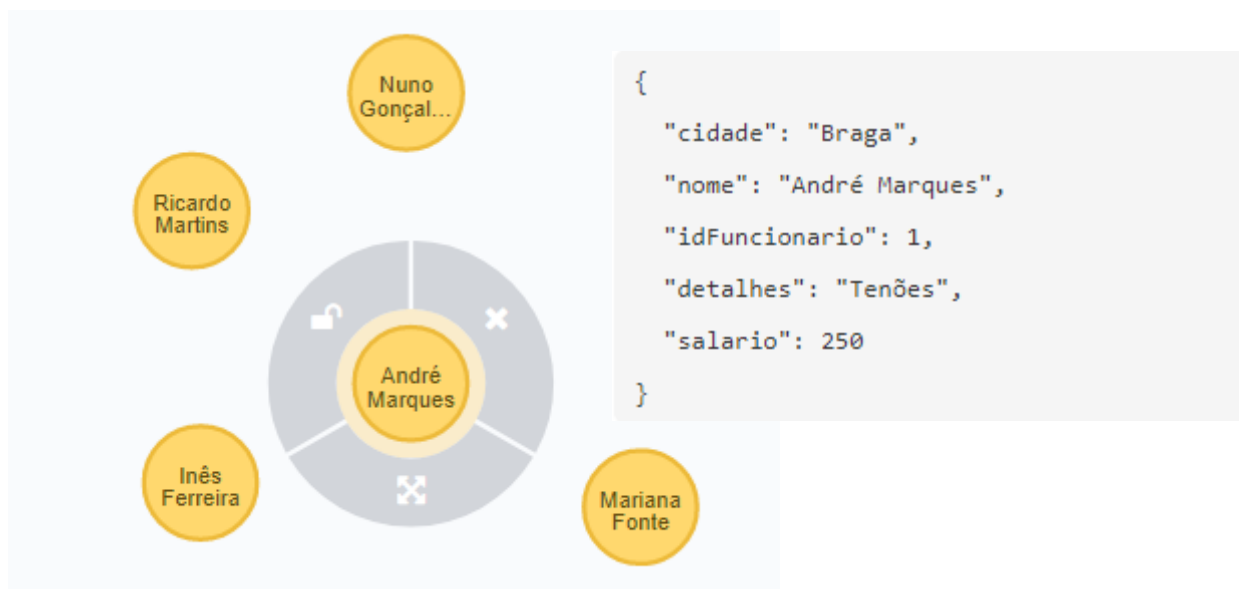 Nuno
Gonçal...
Ricardo
Martins
André
Marques
Inês
Ferreira
Mariana
Fonte
{
"cidade": "Braga",
"nome": "André Marques",
"idFuncionario": 1,
"detalhes": "Tenões",
"salario": 250
}